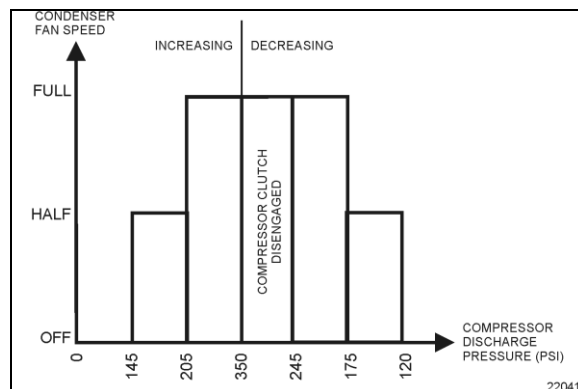 CONDENSER
FAN SPEED
INCREASING
DECREASING
FULL
HALF
OFF
COMPRESSOR CLUTCH
DISENGAGED
0
145
205
350
245
175
120
COMPRESSOR
DISCHARGE
PRESSURE (PSI)
22041